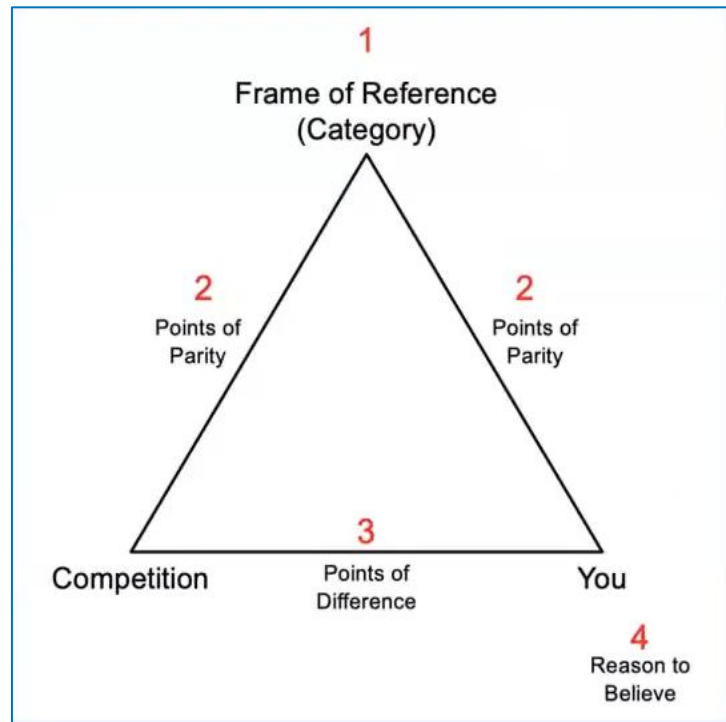 1
Frame of Reference
(Category)
2
Points of
Parity
2
Points of
Parity
3
Competition
Points of
Difference
You
4
Reason to
Believe